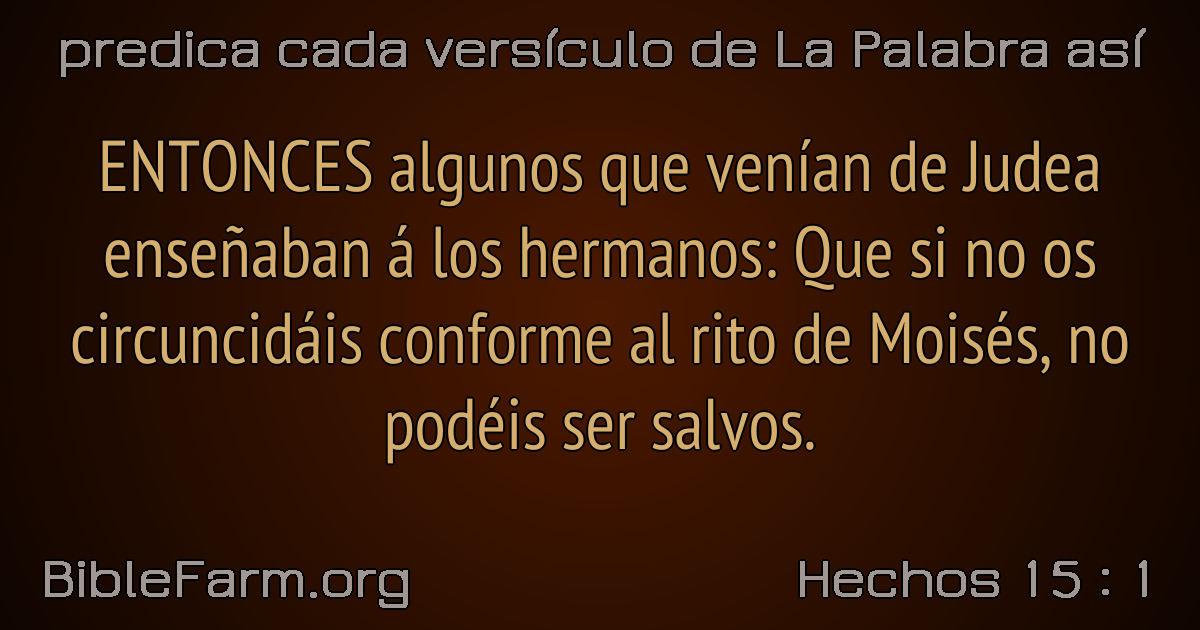 predica cada versículo de La Palabra así
ENTONCES algunos que venían de Judea
enseñaban á los hermanos: Que si no os
circuncidáis conforme al rito de Moisés, no
podéis ser salvos.
BibleFarm.org
Hechos 15 : 1